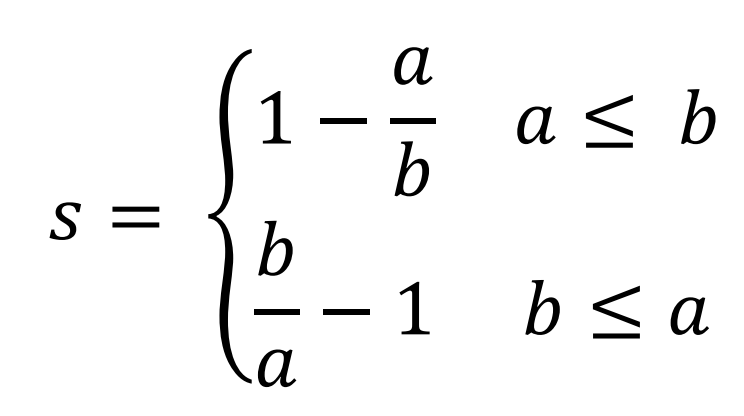 s = { 1 − a/b   a ≤ b
b/a − 1   b ≤ a